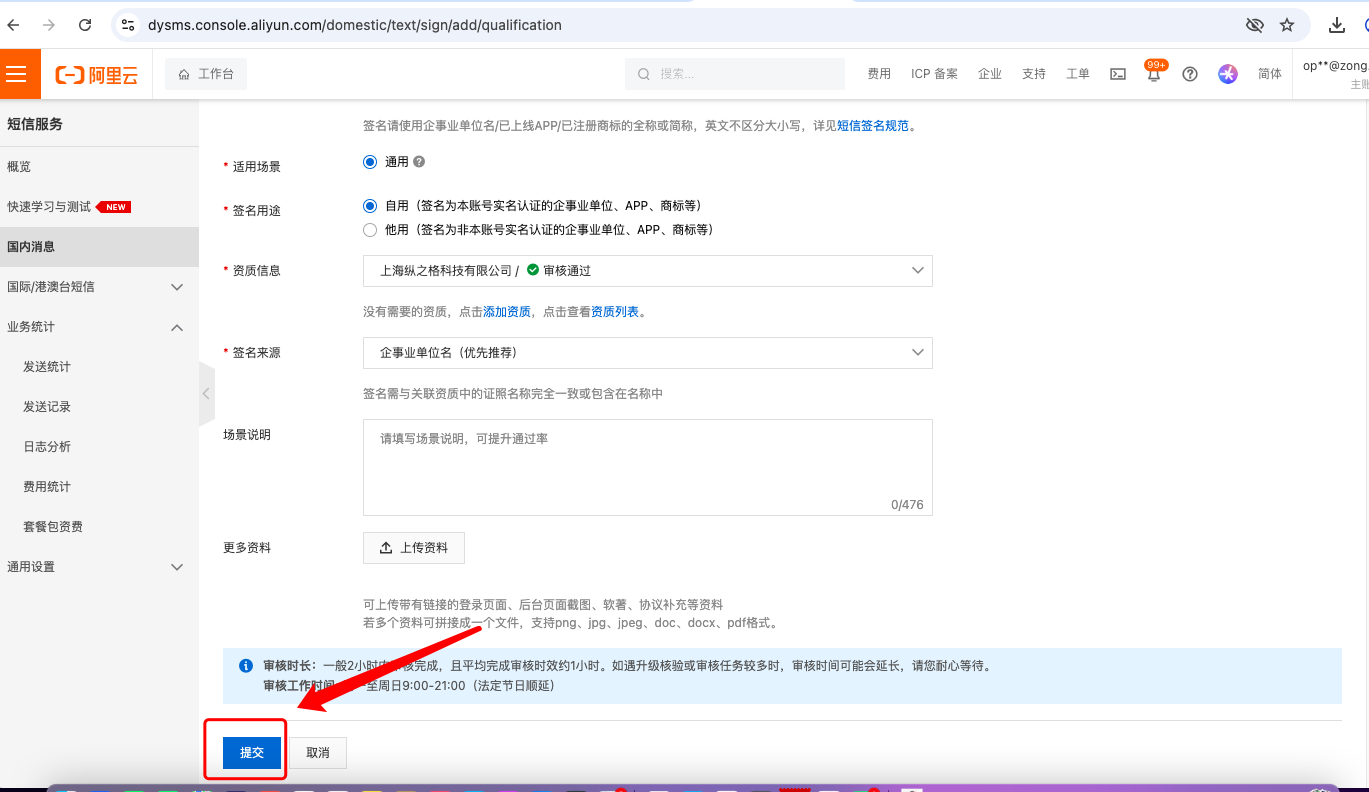 dysms.console.aliyun.com/domestic/text/sign/add/qualification
阿里云
工作台
搜索...
费用
ICP 备案
企业
支持
工单
99+
简体
op**@zong.
主账
短信服务
概览
快速学习与测试 NEW
国内消息
国际/港澳台短信
业务统计
发送统计
发送记录
日志分析
费用统计
套餐包资费
通用设置
签名请使用企事业单位名/已上线APP/已注册商标的全称或简称，英文不区分大小写，详见短信签名规范。
* 适用场景
通用
* 签名用途
自用（签名为本账号实名认证的企事业单位、APP、商标等）
他用（签名为非本账号实名认证的企事业单位、APP、商标等）
* 资质信息
上海纵之格科技有限公司 / 审核通过
没有需要的资质，点击添加资质，点击查看资质列表。
* 签名来源
企事业单位名（优先推荐）
签名需与关联资质中的证照名称完全一致或包含在名称中
场景说明
请填写场景说明，可提升通过率
0/476
更多资料
上传资料
可上传带有链接的登录页面、后台页面截图、软著、协议补充等资料
若多个资料可拼接成一个文件，支持png、jpg、jpeg、doc、docx、pdf格式。
审核时长：一般2小时内审核完成，且平均完成审核时效约1小时。如遇升级核验或审核任务较多时，审核时间可能会延长，请您耐心等待。
审核工作时间 至周日9:00-21:00（法定节日顺延）
提交
取消